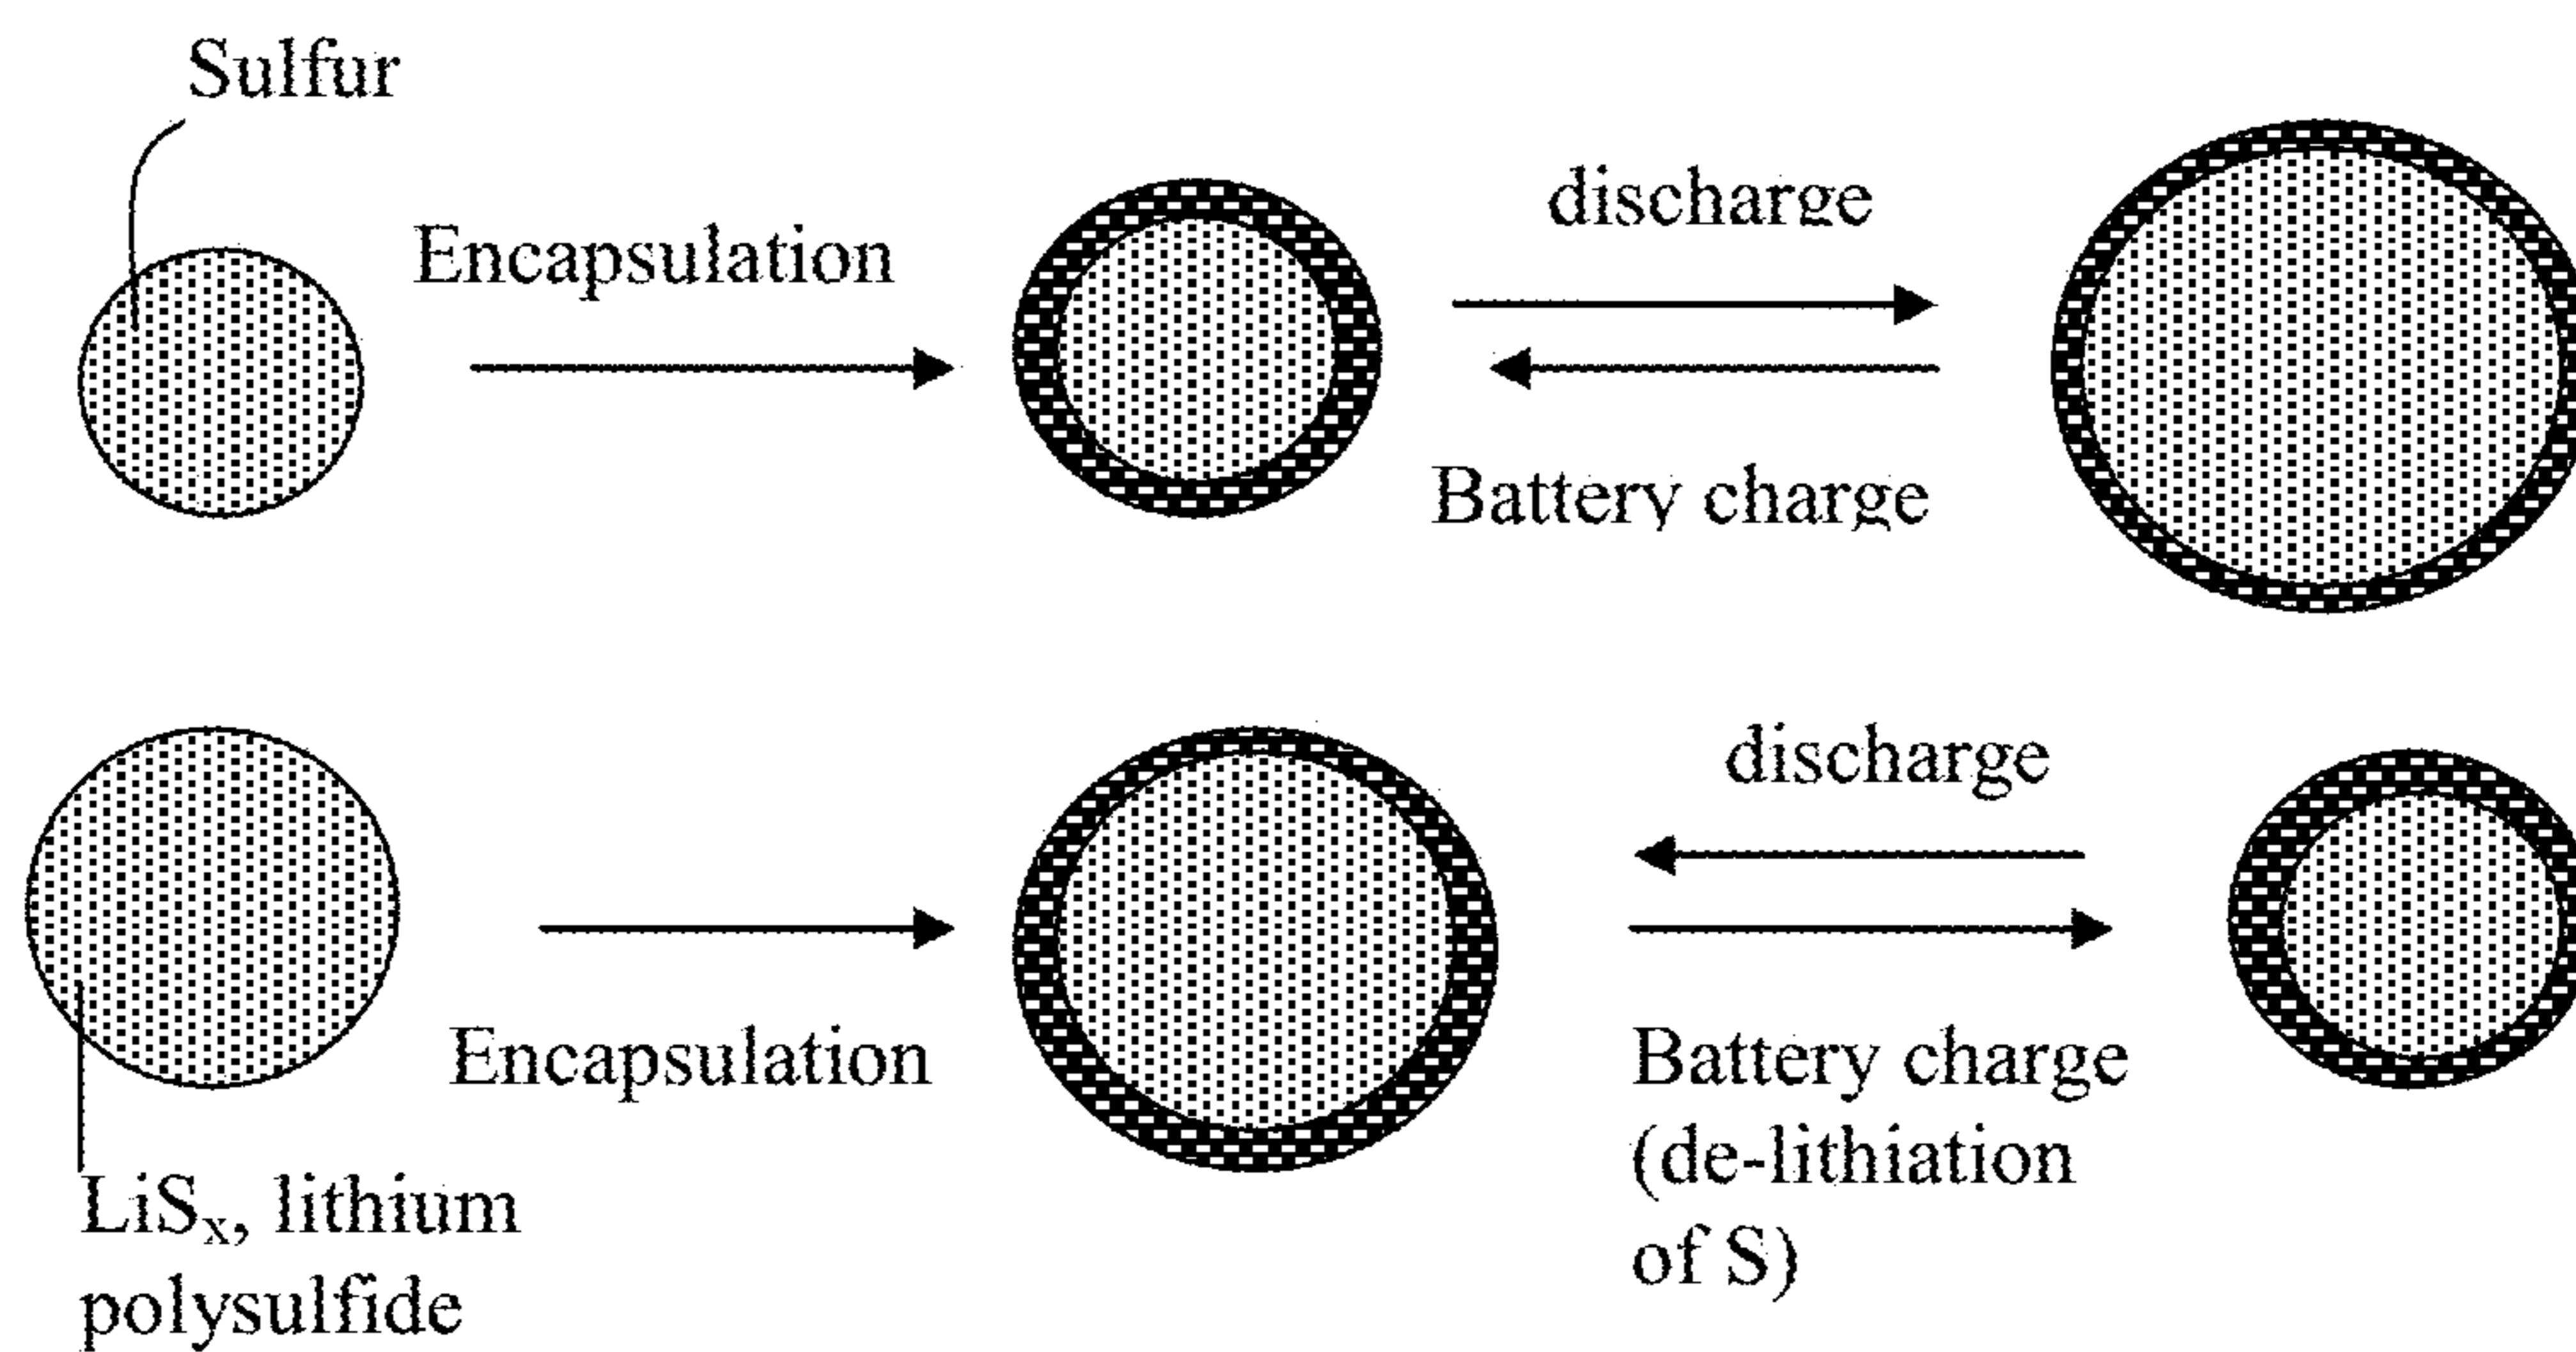 Sulfur
Encapsulation
discharge
Battery charge
discharge
Encapsulation
Battery charge
(de-lithiation
of S)
LiSₓ, lithium
polysulfide